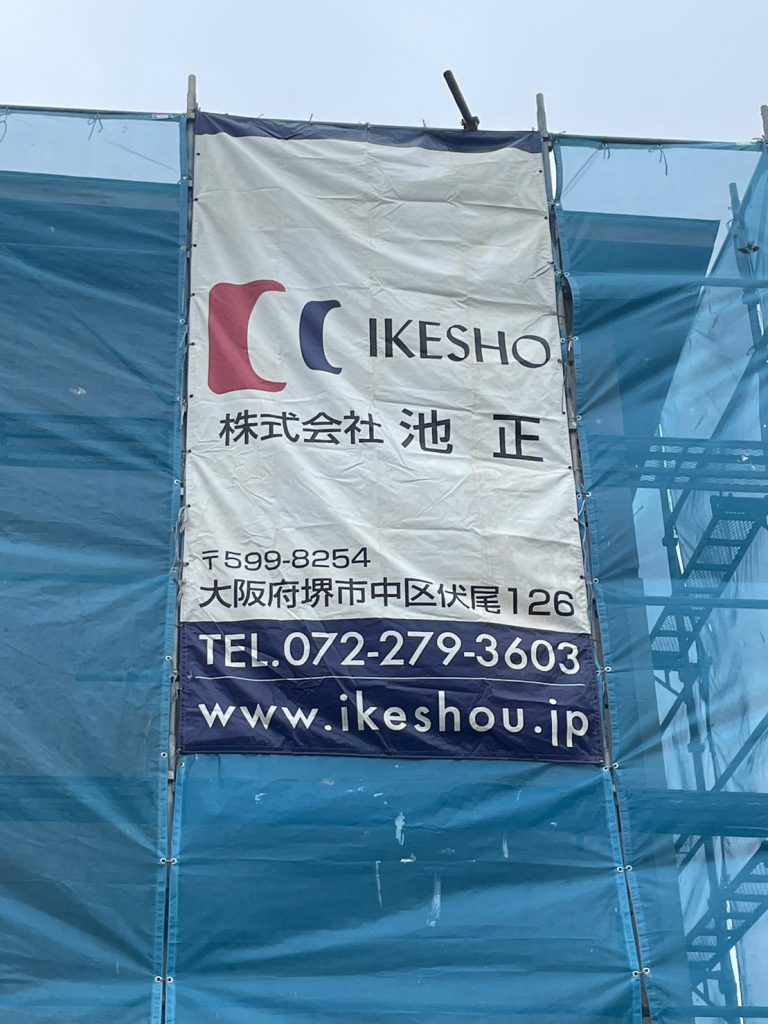 IKESHO
株式会社 池 正
〒599-8254
大阪府堺市中区伏尾126
TEL.072-279-3603
www.ikeshou.jp